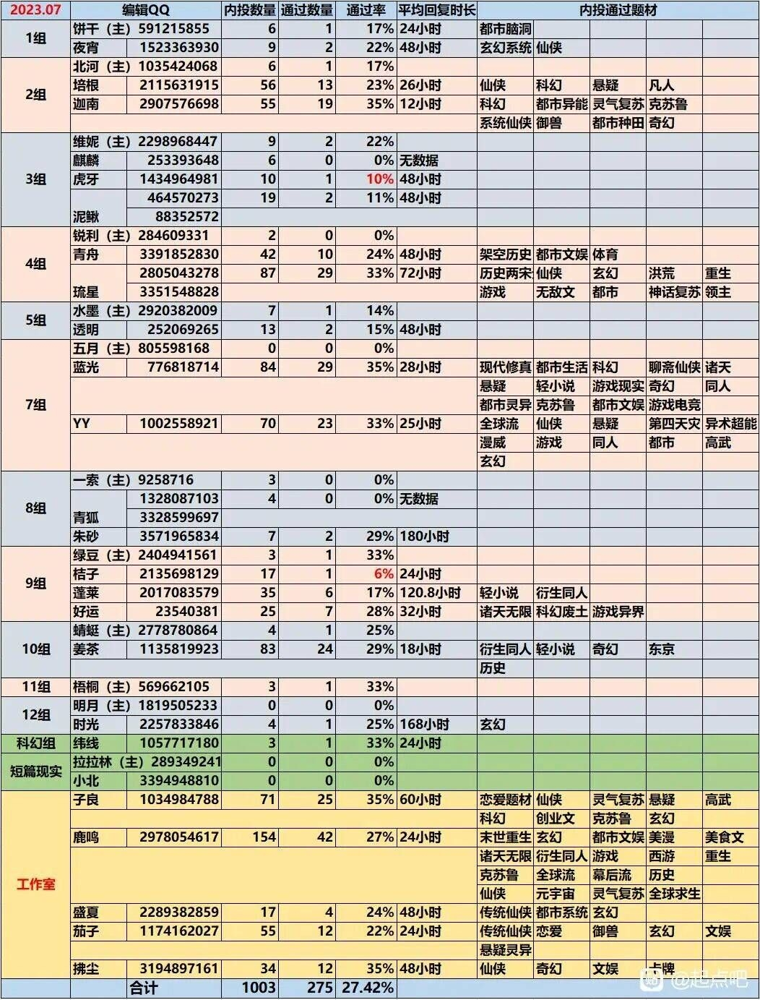 2023.07 编辑QQ 内投数量 通过数量 通过率 平均回复时长 内投通过题材
1组 饼干（主）591215855 6 1 17% 24小时 都市脑洞
夜宵 1523363930 9 2 22% 48小时 玄幻系统 仙侠
2组 北河（主）1035424068 6 1 17%
培根 2115631915 56 13 23% 26小时 仙侠 科幻 悬疑 凡人
迦南 2907576698 55 19 35% 12小时 科幻 都市异能 灵气复苏 克苏鲁
系统仙侠 御兽 都市种田 奇幻
3组 维妮（主）2298968447 9 2 22%
麒麟 253393648 6 0 0% 无数据
虎牙 1434964981 10 1 10% 48小时
464570273 19 2 11% 48小时
泥鳅 88352572
4组 锐利（主）284609331 2 0 0%
青舟 3391852830 42 10 24% 48小时 架空历史 都市文娱 体育
2805043278 87 29 33% 72小时 历史两宋 仙侠 玄幻 洪荒 重生
琉星 3351548828 游戏 无敌文 都市 神话复苏 领主
5组 水墨（主）2920382009 7 1 14%
透明 252069265 13 2 15% 48小时
7组 五月（主）805598168 0 0 0%
蓝光 776818714 84 29 35% 28小时 现代修真 都市生活 科幻 聊斋仙侠 诸天
悬疑 轻小说 游戏现实 奇幻 同人
都市灵异 克苏鲁 都市文娱 游戏电竞
YY 1002558921 70 23 33% 25小时 全球流 仙侠 悬疑 第四天灾 异术超能
漫威 游戏 同人 都市 高武
玄幻
8组 一索（主）9258716 3 0 0%
1328087103 4 0 0% 无数据
青狐 3328599697
朱砂 3571965834 7 2 29% 180小时
9组 绿豆（主）2404941561 3 1 33%
桔子 2135698129 17 1 6% 24小时
蓬莱 2017083579 35 6 17% 120.8小时 轻小说 衍生同人
好运 23540381 25 7 28% 32小时 诸天无限 科幻废土 游戏异界
10组 蜻蜓（主）2778780864 4 1 25%
姜茶 1135819923 83 24 29% 18小时 衍生同人 轻小说 奇幻 东京
历史
11组 梧桐（主）569662105 3 1 33%
12组 明月（主）1819505233 0 0 0%
时光 2257833846 4 1 25% 168小时 玄幻
科幻组 纬线 1057717180 3 1 33% 24小时
短篇现实 拉拉林（主）289349241 0 0 0%
小北 3394948810 0 0 0%
工作室 子良 1034984788 71 25 35% 60小时 恋爱题材 仙侠 灵气复苏 悬疑 高武
科幻 创业文 克苏鲁 玄幻
鹿鸣 2978054617 154 42 27% 24小时 末世重生 玄幻 都市文娱 美漫 美食文
诸天无限 衍生同人 游戏 西游 重生
克苏鲁 全球流 幕后流 历史
仙侠 元宇宙 灵气复苏 全球求生
盛夏 2289382859 17 4 24% 48小时 传统仙侠 都市系统 玄幻
茄子 1174162027 55 12 22% 24小时 传统仙侠 恋爱 御兽 玄幻 文娱
悬疑灵异
拂尘 3194897161 34 12 35% 48小时 仙侠 奇幻 文娱 卡牌
合计 1003 275 27.42%
贴 @起点吧